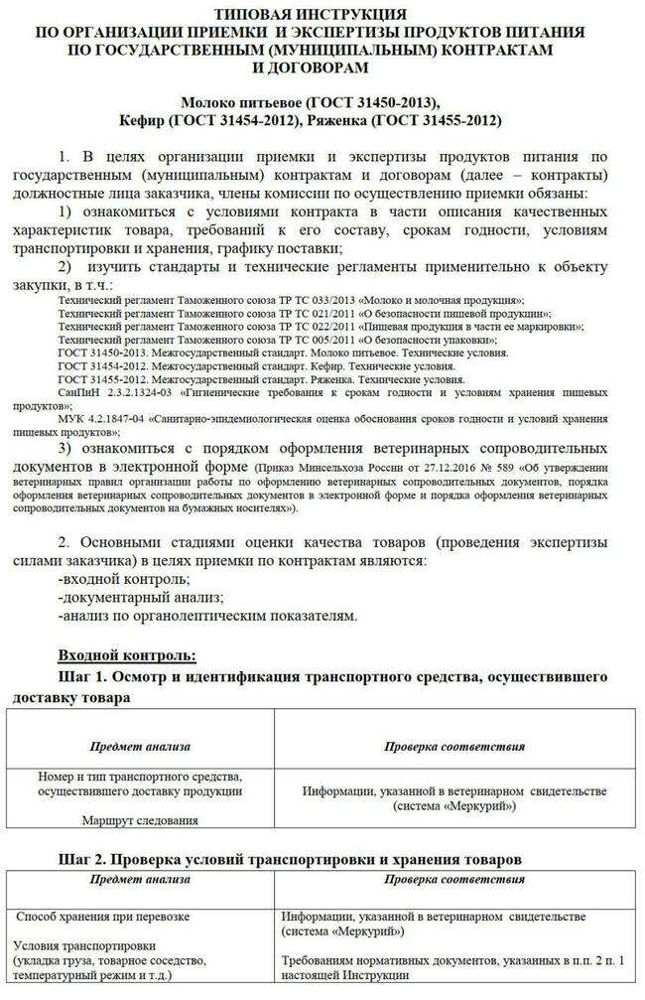 ТИПОВАЯ ИНСТРУКЦИЯ
ПО ОРГАНИЗАЦИИ ПРИЕМКИ И ЭКСПЕРТИЗЫ ПРОДУКТОВ ПИТАНИЯ
ПО ГОСУДАРСТВЕННЫМ (МУНИЦИПАЛЬНЫМ) КОНТРАКТАМ
И ДОГОВОРАМ
Молоко питьевое (ГОСТ 31450-2013),
Кефир (ГОСТ 31454-2012), Ряженка (ГОСТ 31455-2012)
1. В целях организации приемки и экспертизы продуктов питания по
государственным (муниципальным) контрактам и договорам (далее – контракты)
должностные лица заказчика, члены комиссии по осуществлению приемки обязаны:
1) ознакомиться с условиями контракта в части описания качественных
характеристик товара, требований к его составу, срокам годности, условиям
транспортировки и хранения, графику поставки;
2) изучить стандарты и технические регламенты применительно к объекту
закупки, в т.ч.:
Технический регламент Таможенного союза ТР ТС 033/2013 «Молоко и молочная продукция»;
Технический регламент Таможенного союза ТР ТС 021/2011 «О безопасности пищевой продукции»;
Технический регламент Таможенного союза ТР ТС 022/2011 «Пищевая продукция в части ее маркировки»;
Технический регламент Таможенного союза ТР ТС 005/2011 «О безопасности упаковки»;
ГОСТ 31450-2013. Межгосударственный стандарт. Молоко питьевое. Технические условия.
ГОСТ 31454-2012. Межгосударственный стандарт. Кефир. Технические условия.
ГОСТ 31455-2012. Межгосударственный стандарт. Ряженка. Технические условия.
СанПиН 2.3.2.1324-03 «Гигиенические требования к срокам годности и условиям хранения пищевых
продуктов»;
МУК 4.2.1847-04 «Санитарно-эпидемиологическая оценка обоснования сроков годности и условий хранения
пищевых продуктов»;
3) ознакомиться с порядком оформления ветеринарных сопроводительных
документов в электронной форме (Приказ Минсельхоза России от 27.12.2016 № 589 «Об утверждении
ветеринарных правил организации работы по оформлению ветеринарных сопроводительных документов, порядка
оформления ветеринарных сопроводительных документов в электронной форме и порядка оформления ветеринарных
сопроводительных документов на бумажных носителях»).
2. Основными стадиями оценки качества товаров (проведения экспертизы
силами заказчика) в целях приемки по контрактам являются:
-входной контроль;
-документарный анализ;
-анализ по органолептическим показателям.
Входной контроль:
Шаг 1. Осмотр и идентификация транспортного средства, осуществившего
доставку товара
Предмет анализа
Проверка соответствия
Номер и тип транспортного средства,
осуществившего доставку продукции
Маршрут следования
Информации, указанной в ветеринарном свидетельстве
(система «Меркурий»)
Шаг 2. Проверка условий транспортировки и хранения товаров
Предмет анализа
Проверка соответствия
Способ хранения при перевозке
Условия транспортировки
(укладка груза, товарное соседство,
температурный режим и т.д.)
Информации, указанной в ветеринарном свидетельстве
(система «Меркурий»)
Требованиям нормативных документов, указанных в п.п. 2 п. 1
настоящей Инструкции